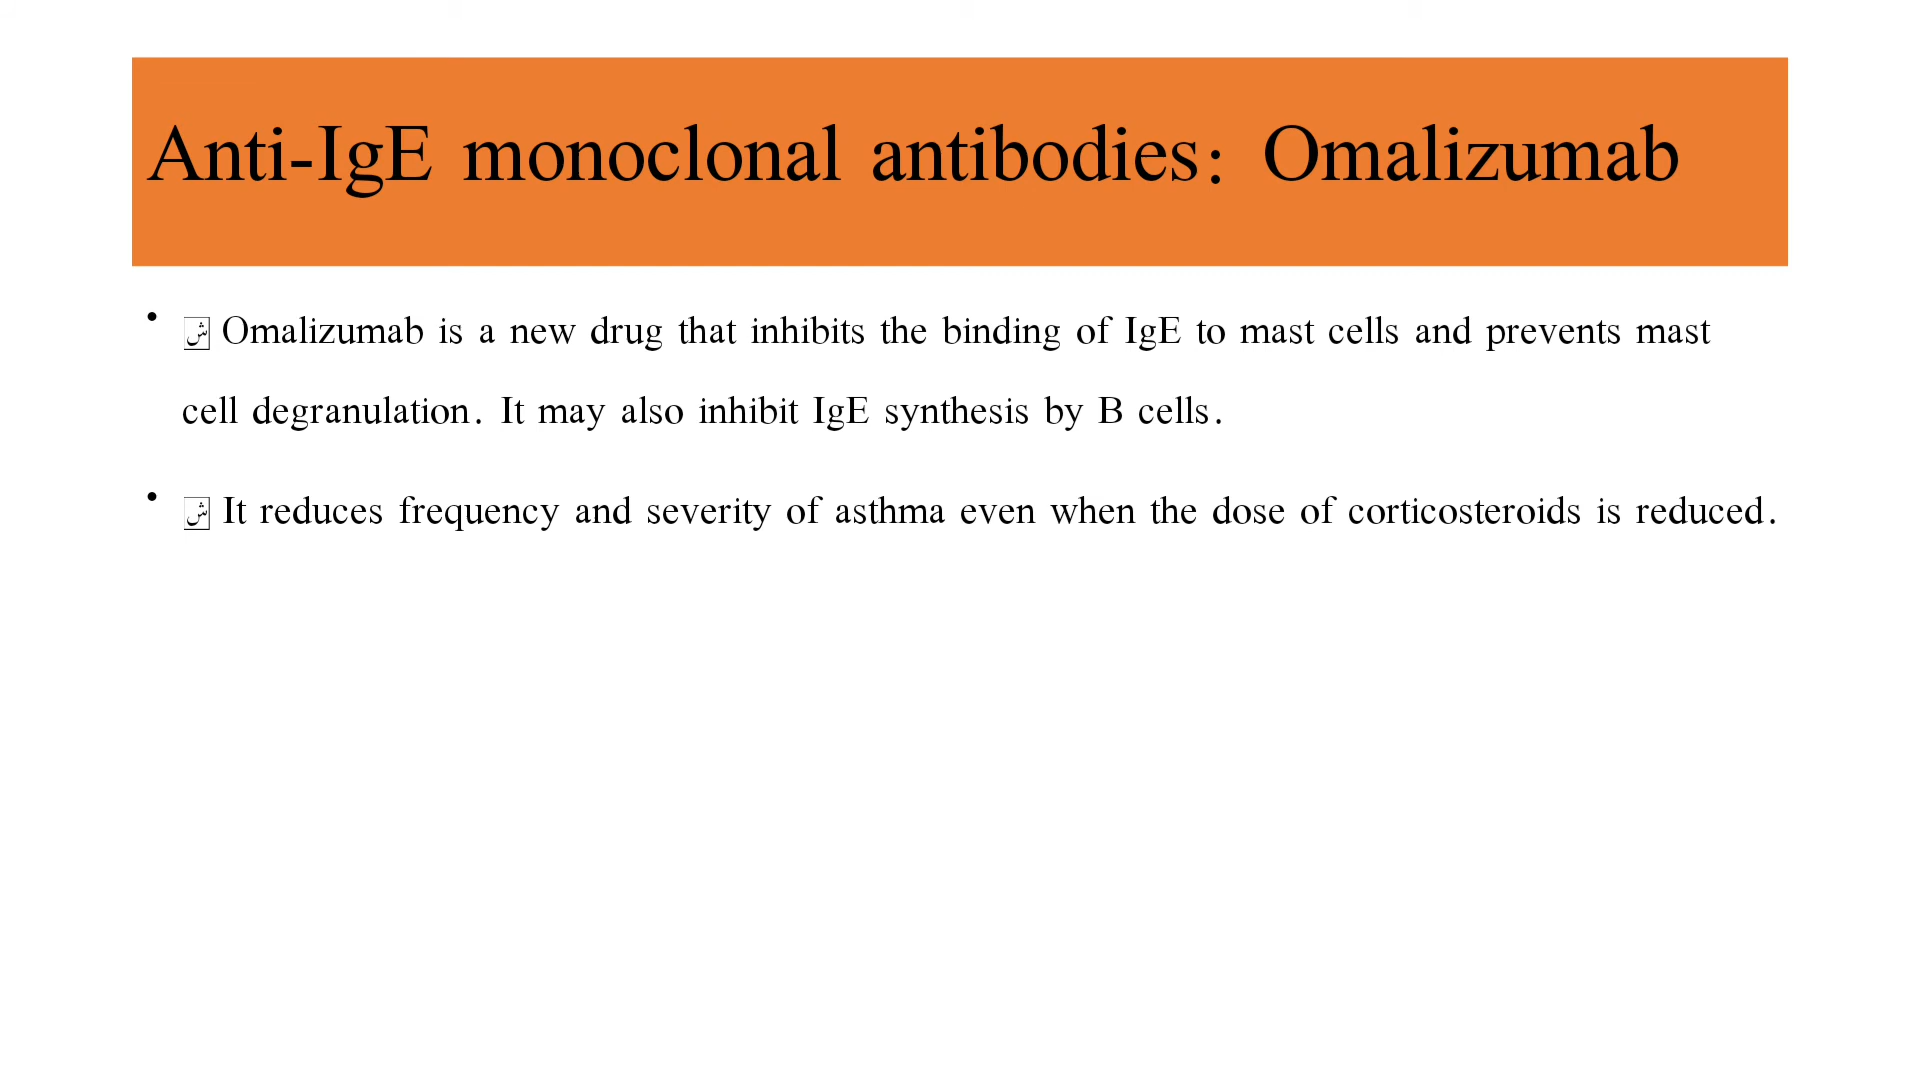 Anti-IgE monoclonal antibodies: Omalizumab
• ش Omalizumab is a new drug that inhibits the binding of IgE to mast cells and prevents mast
cell degranulation. It may also inhibit IgE synthesis by B cells.
• ش It reduces frequency and severity of asthma even when the dose of corticosteroids is reduced.